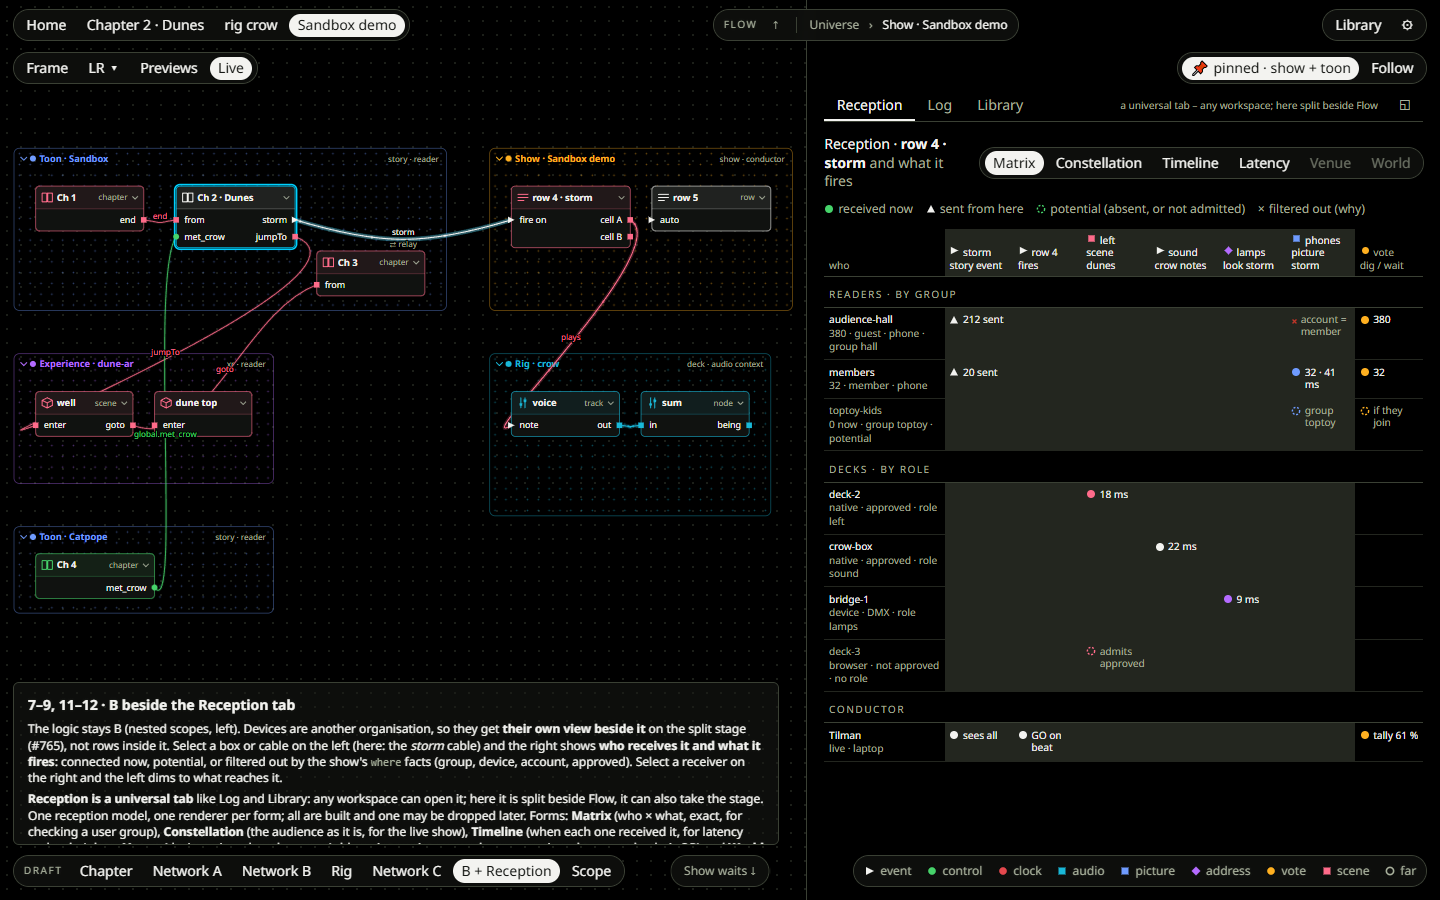 Home Chapter 2 · Dunes rig crow Sandbox demo
FLOW ↑ Universe › Show · Sandbox demo
Library ⚙
Frame LR ▾ Previews Live
📌 pinned · show + toon Follow
Reception Log Library
a universal tab – any workspace; here split beside Flow
Toon · Sandbox story · reader
Ch 1 chapter
end
end
Ch 2 · Dunes
from storm
met_crow jumpTo
storm
⇄ relay
Ch 3 chapter
from
Show · Sandbox demo show · conductor
row 4 · storm
fire on cell A
cell B
row 5 row
auto
plays
jumpTo
goto
Experience · dune-ar xr · reader
well scene
enter goto
dune top
enter
global.met_crow
Rig · crow deck · audio context
voice track
note out
sum node
in being
Toon · Catpope story · reader
Ch 4 chapter
met_crow
7–9, 11–12 · B beside the Reception tab
The logic stays B (nested scopes, left). Devices are another organisation, so they get their own view beside it on the split stage
(#765), not rows inside it. Select a box or cable on the left (here: the storm cable) and the right shows who receives it and what it
fires: connected now, potential, or filtered out by the show's where facts (group, device, account, approved). Select a receiver on
the right and the left dims to what reaches it.
Reception is a universal tab like Log and Library: any workspace can open it; here it is split beside Flow, it can also take the stage.
One reception model, one renderer per form; all are built and one may be dropped later. Forms: Matrix (who × what, exact, for
checking a user group), Constellation (the audience as it is, for the live show), Timeline (when each one received it, for latency
DRAFT Chapter Network A Network B Rig Network C B + Reception Scope
Show waits ↓
Reception · row 4 ·
storm and what it
fires
Matrix Constellation Timeline Latency Venue World
received now sent from here potential (absent, or not admitted) × filtered out (why)
who
storm
story event
row 4
fires
left
scene
dunes
sound
crow notes
lamps
look storm
phones
picture
storm
vote
dig / wait
READERS · BY GROUP
audience-hall
380 · guest · phone ·
group hall
212 sent
× account =
member
380
members
32 · member · phone
20 sent
32 · 41
ms
32
toptoy-kids
0 now · group toptoy ·
potential
group
toptoy
if they
join
DECKS · BY ROLE
deck-2
native · approved · role
left
18 ms
crow-box
native · approved · role
sound
22 ms
bridge-1
device · DMX · role
lamps
9 ms
deck-3
browser · not approved
· no role
admits
approved
CONDUCTOR
Tilman
live · laptop
sees all
GO on
beat
tally 61 %
event control clock audio picture address vote scene far